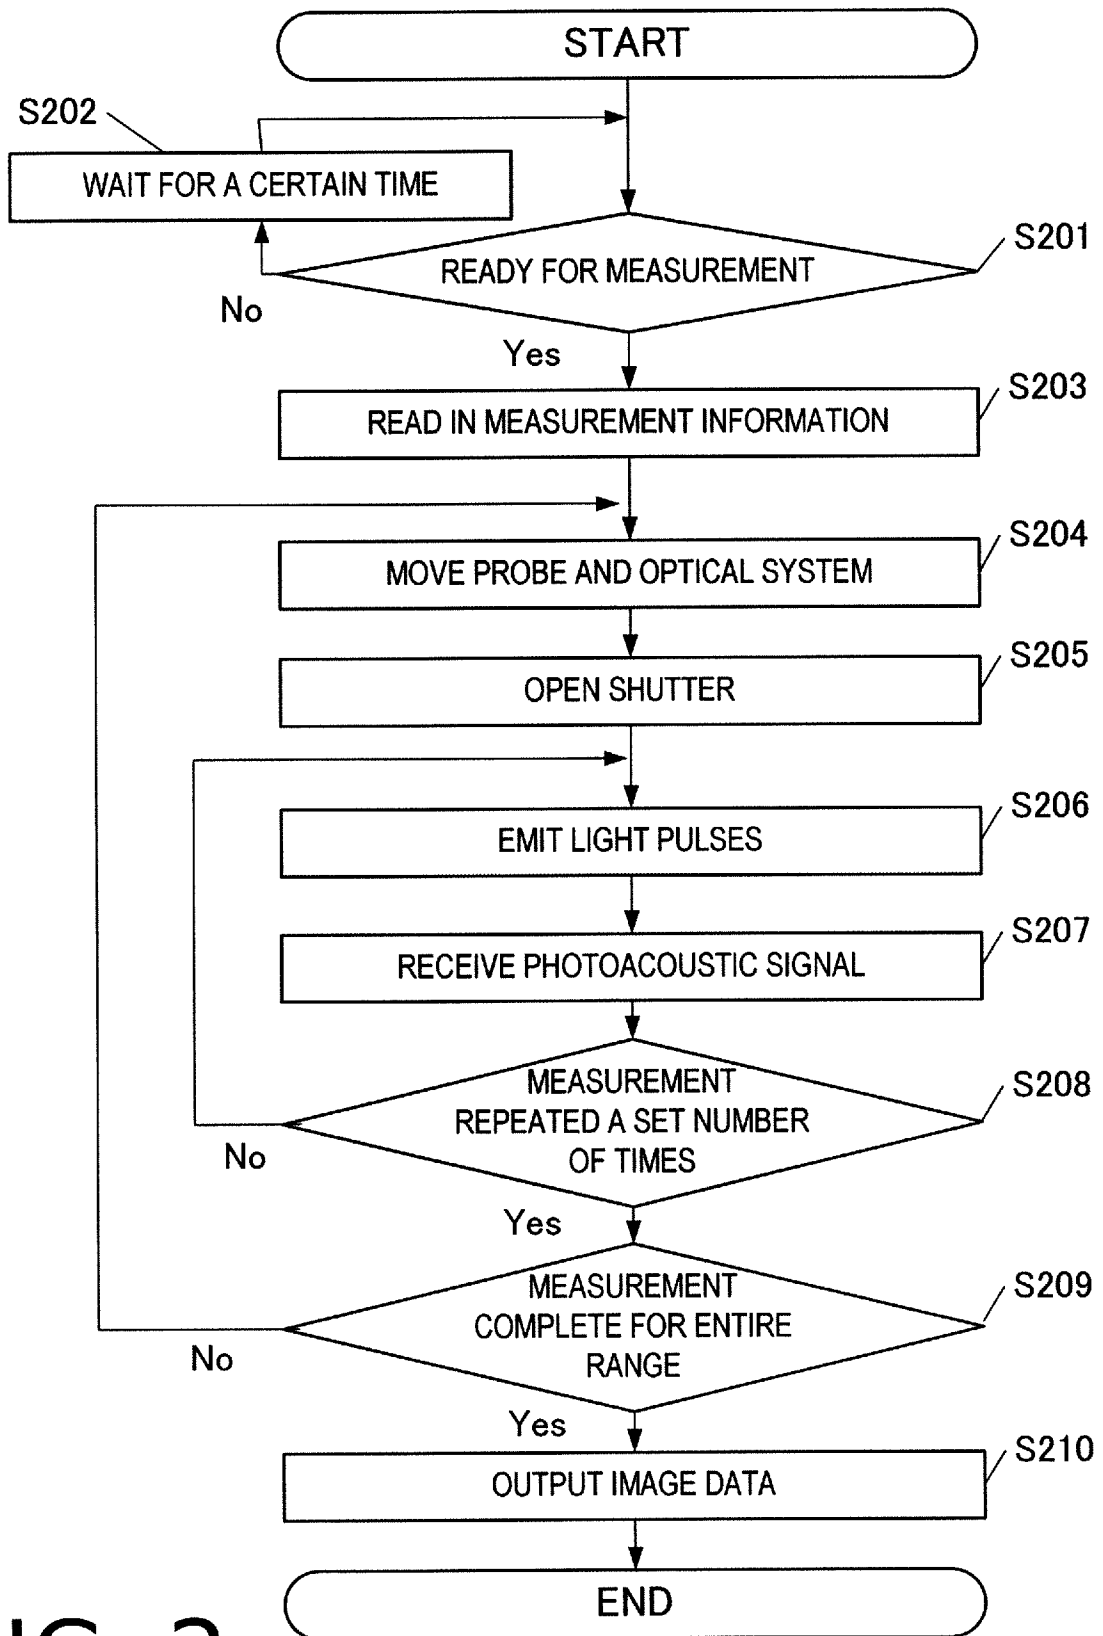 START
S202
WAIT FOR A CERTAIN TIME
S201
READY FOR MEASUREMENT
No
Yes
S203
READ IN MEASUREMENT INFORMATION
S204
MOVE PROBE AND OPTICAL SYSTEM
S205
OPEN SHUTTER
S206
EMIT LIGHT PULSES
S207
RECEIVE PHOTOACOUSTIC SIGNAL
S208
MEASUREMENT
REPEATED A SET NUMBER
OF TIMES
No
Yes
S209
MEASUREMENT
COMPLETE FOR ENTIRE
RANGE
No
Yes
S210
OUTPUT IMAGE DATA
END